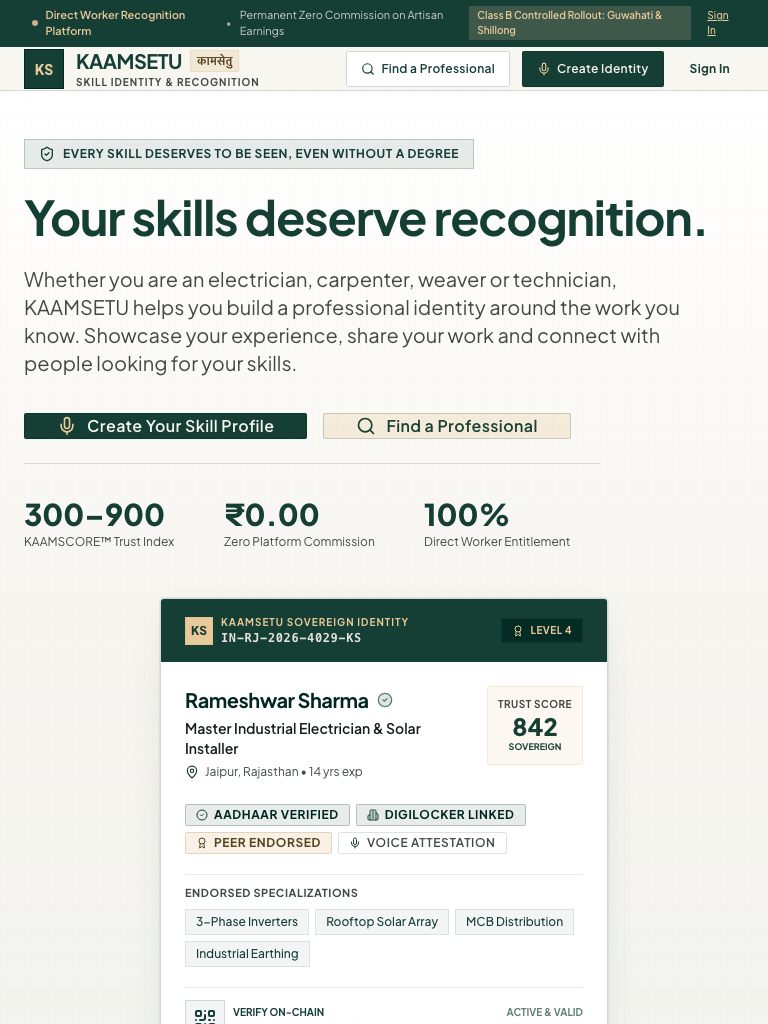 Direct Worker Recognition
Platform
Permanent Zero Commission on Artisan
Earnings
Class B Controlled Rollout: Guwahati &
Shillong
Sign
In
KS
KAAMSETU कामसेतु
SKILL IDENTITY & RECOGNITION
Find a Professional
Create Identity
Sign In
EVERY SKILL DESERVES TO BE SEEN, EVEN WITHOUT A DEGREE
Your skills deserve recognition.
Whether you are an electrician, carpenter, weaver or technician,
KAAMSETU helps you build a professional identity around the work you
know. Showcase your experience, share your work and connect with
people looking for your skills.
Create Your Skill Profile
Find a Professional
300–900
KAAMSCORE™ Trust Index
₹0.00
Zero Platform Commission
100%
Direct Worker Entitlement
KS
KAAMSETU SOVEREIGN IDENTITY
IN-RJ-2026-4029-KS
LEVEL 4
Rameshwar Sharma
Master Industrial Electrician & Solar
Installer
Jaipur, Rajasthan • 14 yrs exp
TRUST SCORE
842
SOVEREIGN
AADHAAR VERIFIED
DIGILOCKER LINKED
PEER ENDORSED
VOICE ATTESTATION
ENDORSED SPECIALIZATIONS
3-Phase Inverters
Rooftop Solar Array
MCB Distribution
Industrial Earthing
VERIFY ON-CHAIN
ACTIVE & VALID